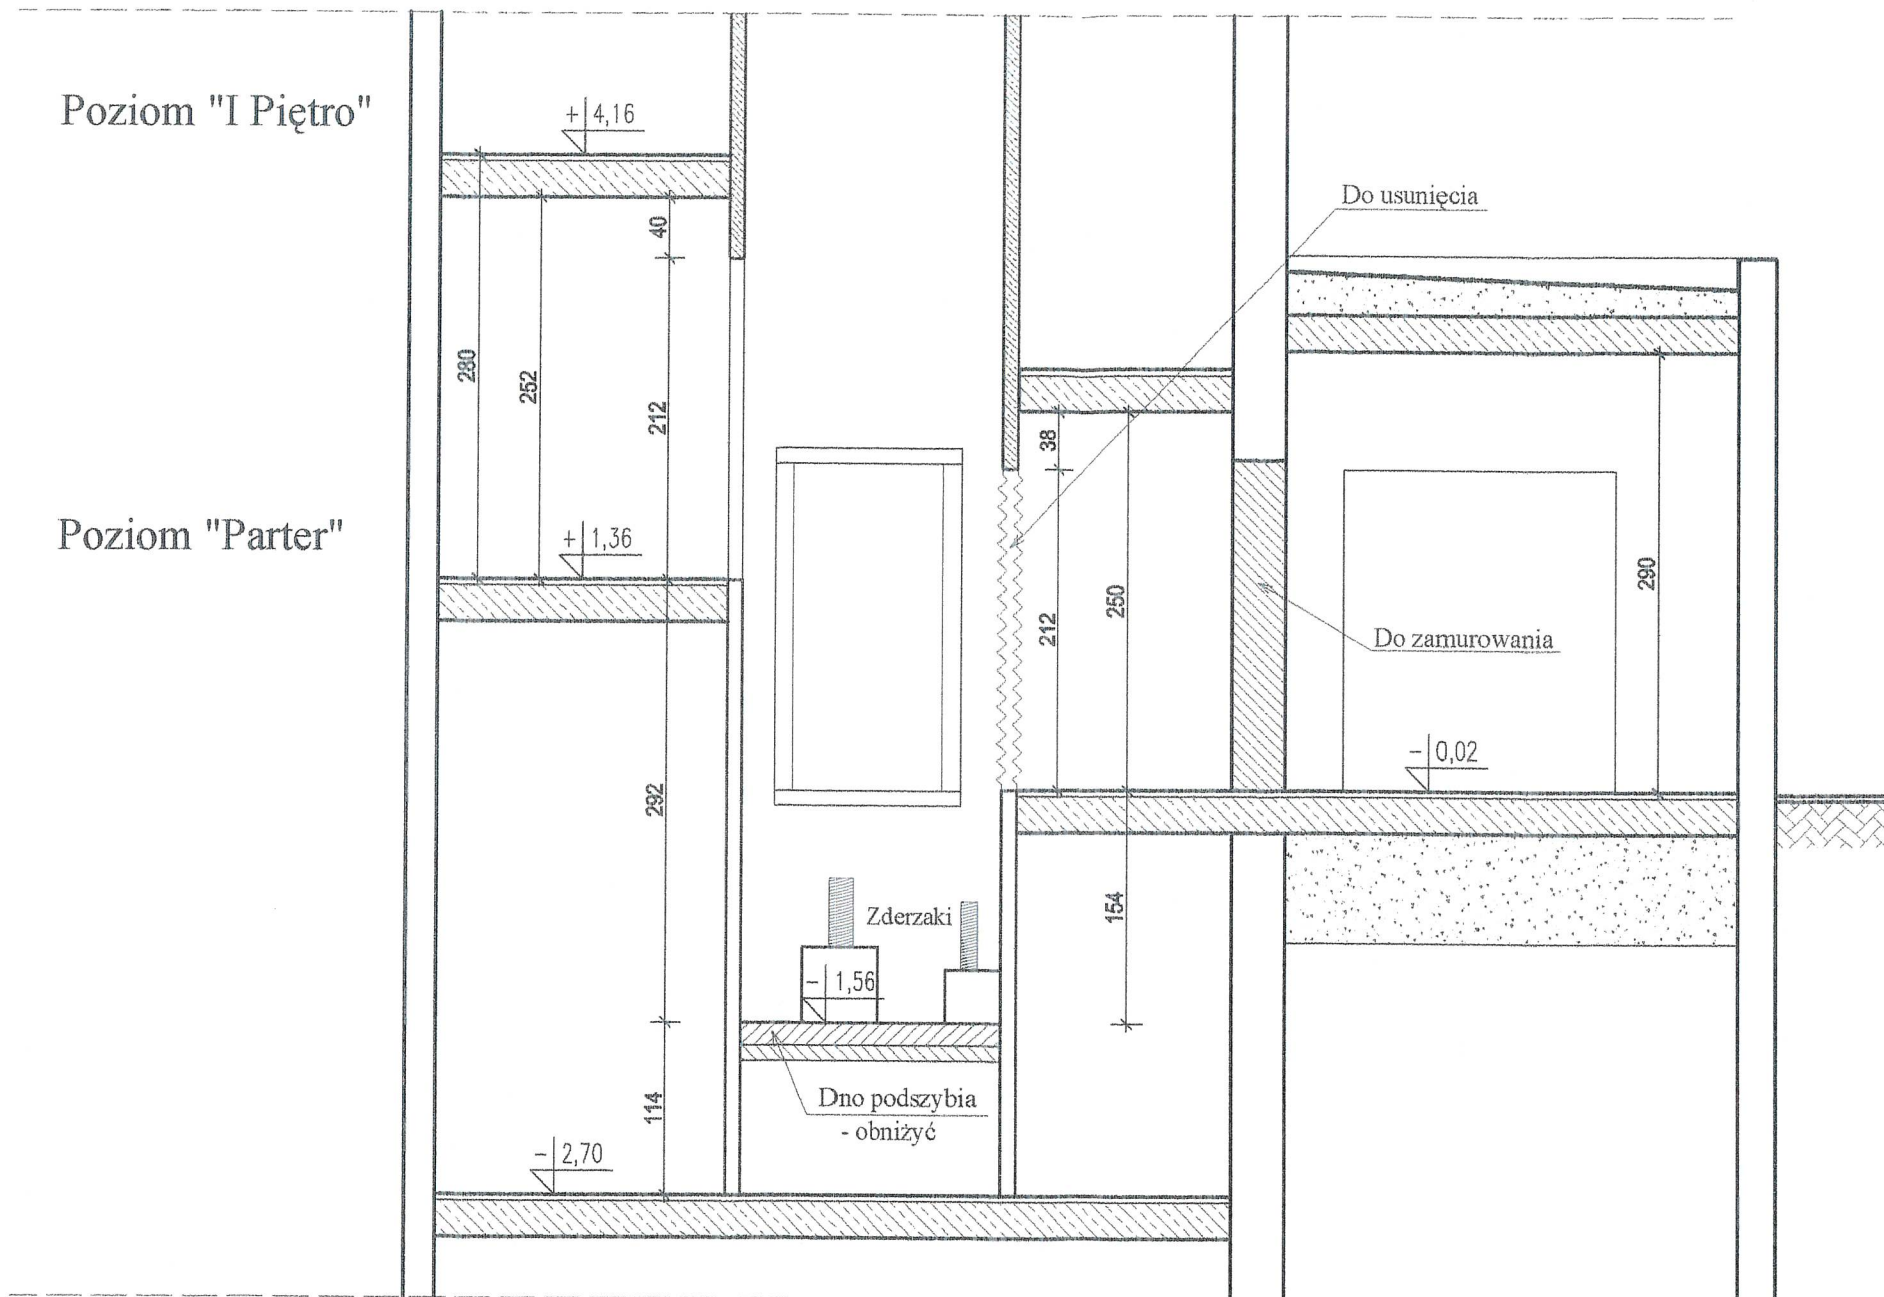 Poziom "I Piętro"
+ 4,16
Do usunięcia
40
280
252
212
38
Poziom "Parter"
+ 1,36
212
250
290
Do zamurowania
- 0,02
292
154
Zderzaki
- 1,56
Dno podszybia
- obniżyć
114
- 2,70